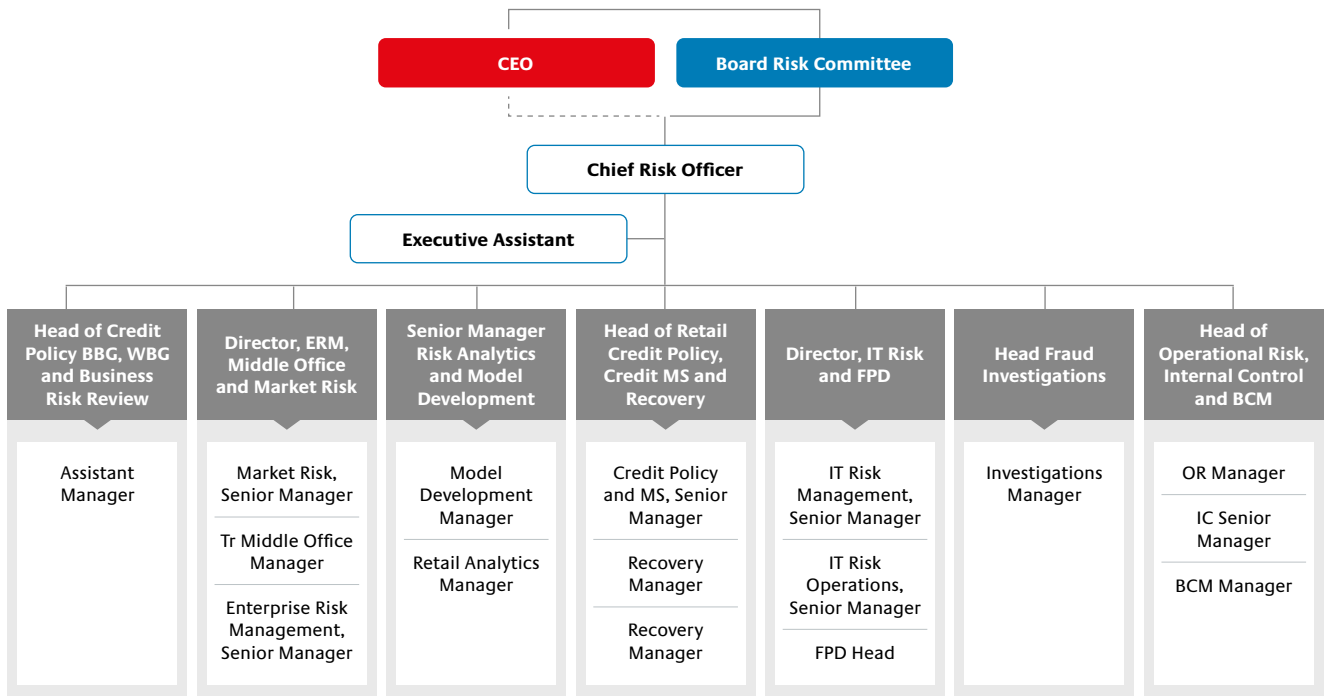 CEO
Board Risk Committee
Chief Risk Officer
Executive Assistant
Head of Credit
Policy BBG, WBG
and Business
Risk Review
Assistant
Manager
Director, ERM,
Middle Office
and Market Risk
Market Risk,
Senior Manager
Tr Middle Office
Manager
Enterprise Risk
Management,
Senior Manager
Senior Manager
Risk Analytics
and Model
Development
Model
Development
Manager
Retail Analytics
Manager
Head of Retail
Credit Policy,
Credit MS and
Recovery
Credit Policy
and MS, Senior
Manager
Recovery
Manager
Recovery
Manager
Director, IT Risk
and FPD
IT Risk
Management,
Senior Manager
IT Risk
Operations,
Senior Manager
FPD Head
Head Fraud
Investigations
Investigations
Manager
Head of
Operational Risk,
Internal Control
and BCM
OR Manager
IC Senior
Manager
BCM Manager